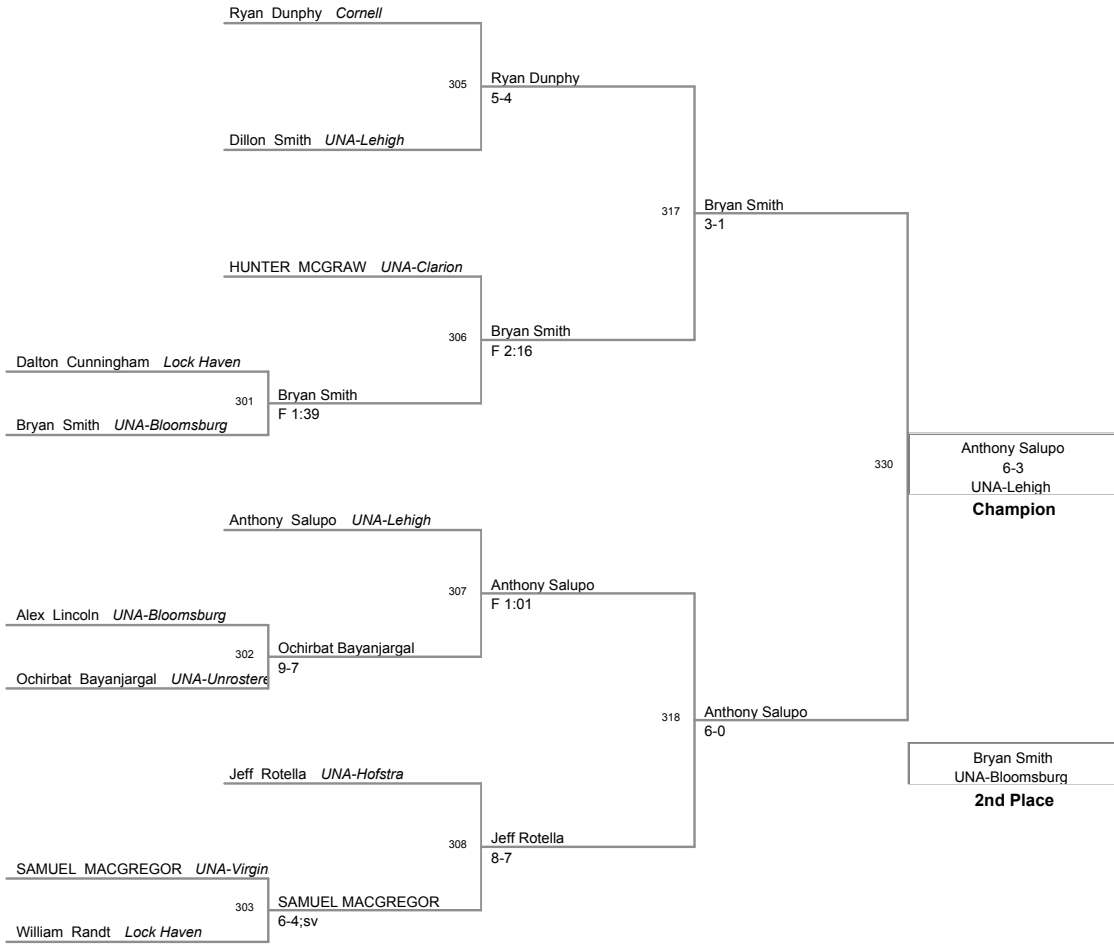 Ryan Dunphy Cornell
305
Ryan Dunphy
5-4
Dillon Smith UNA-Lehigh
317
Bryan Smith
3-1
HUNTER MCGRAW UNA-Clarion
306
Bryan Smith
F 2:16
Dalton Cunningham Lock Haven
301
Bryan Smith
F 1:39
Bryan Smith UNA-Bloomsburg
330
Anthony Salupo
6-3
UNA-Lehigh
Champion
Anthony Salupo UNA-Lehigh
307
Anthony Salupo
F 1:01
Alex Lincoln UNA-Bloomsburg
302
Ochirbat Bayanjargal
9-7
Ochirbat Bayanjargal UNA-Unrostere
318
Anthony Salupo
6-0
Jeff Rotella UNA-Hofstra
Bryan Smith
UNA-Bloomsburg
2nd Place
308
Jeff Rotella
8-7
SAMUEL MACGREGOR UNA-Virgin
303
SAMUEL MACGREGOR
6-4;sv
William Randt Lock Haven